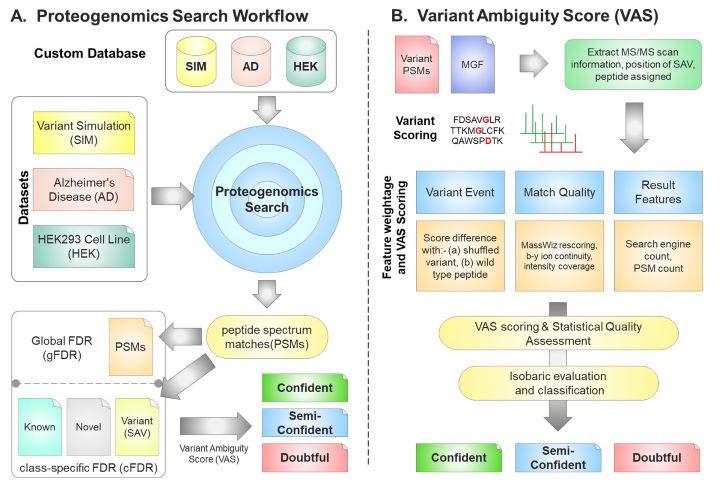 A. Proteogenomics Search Workflow
Custom Database
SIM
AD
HEK
Datasets
Variant Simulation
(SIM)
Alzheimer's
Disease (AD)
HEK293 Cell Line
(HEK)
Proteogenomics
Search
peptide spectrum
matches(PSMs)
Global FDR
(gFDR)
PSMs
Known
Novel
Variant
(SAV)
class-specific FDR (cFDR)
Variant Ambiguity
Score (VAS)
Confident
Semi-
Confident
Doubtful
B. Variant Ambiguity Score (VAS)
Variant
PSMs
MGF
Extract MS/MS scan
information, position of SAV,
peptide assigned
Variant
Scoring
FDSAVGLR
TTKMGLCFK
QAWSPDTK
Feature weightage
and VAS Scoring
Variant Event
Match Quality
Result
Features
Score difference
with:- (a) shuffled
variant, (b) wild
type peptide
MassWiz rescoring,
b-y ion continuity,
intensity coverage
Search engine
count,
PSM count
VAS scoring & Statistical Quality
Assessment
Isobaric evaluation
and classification
Confident
Semi-
Confident
Doubtful